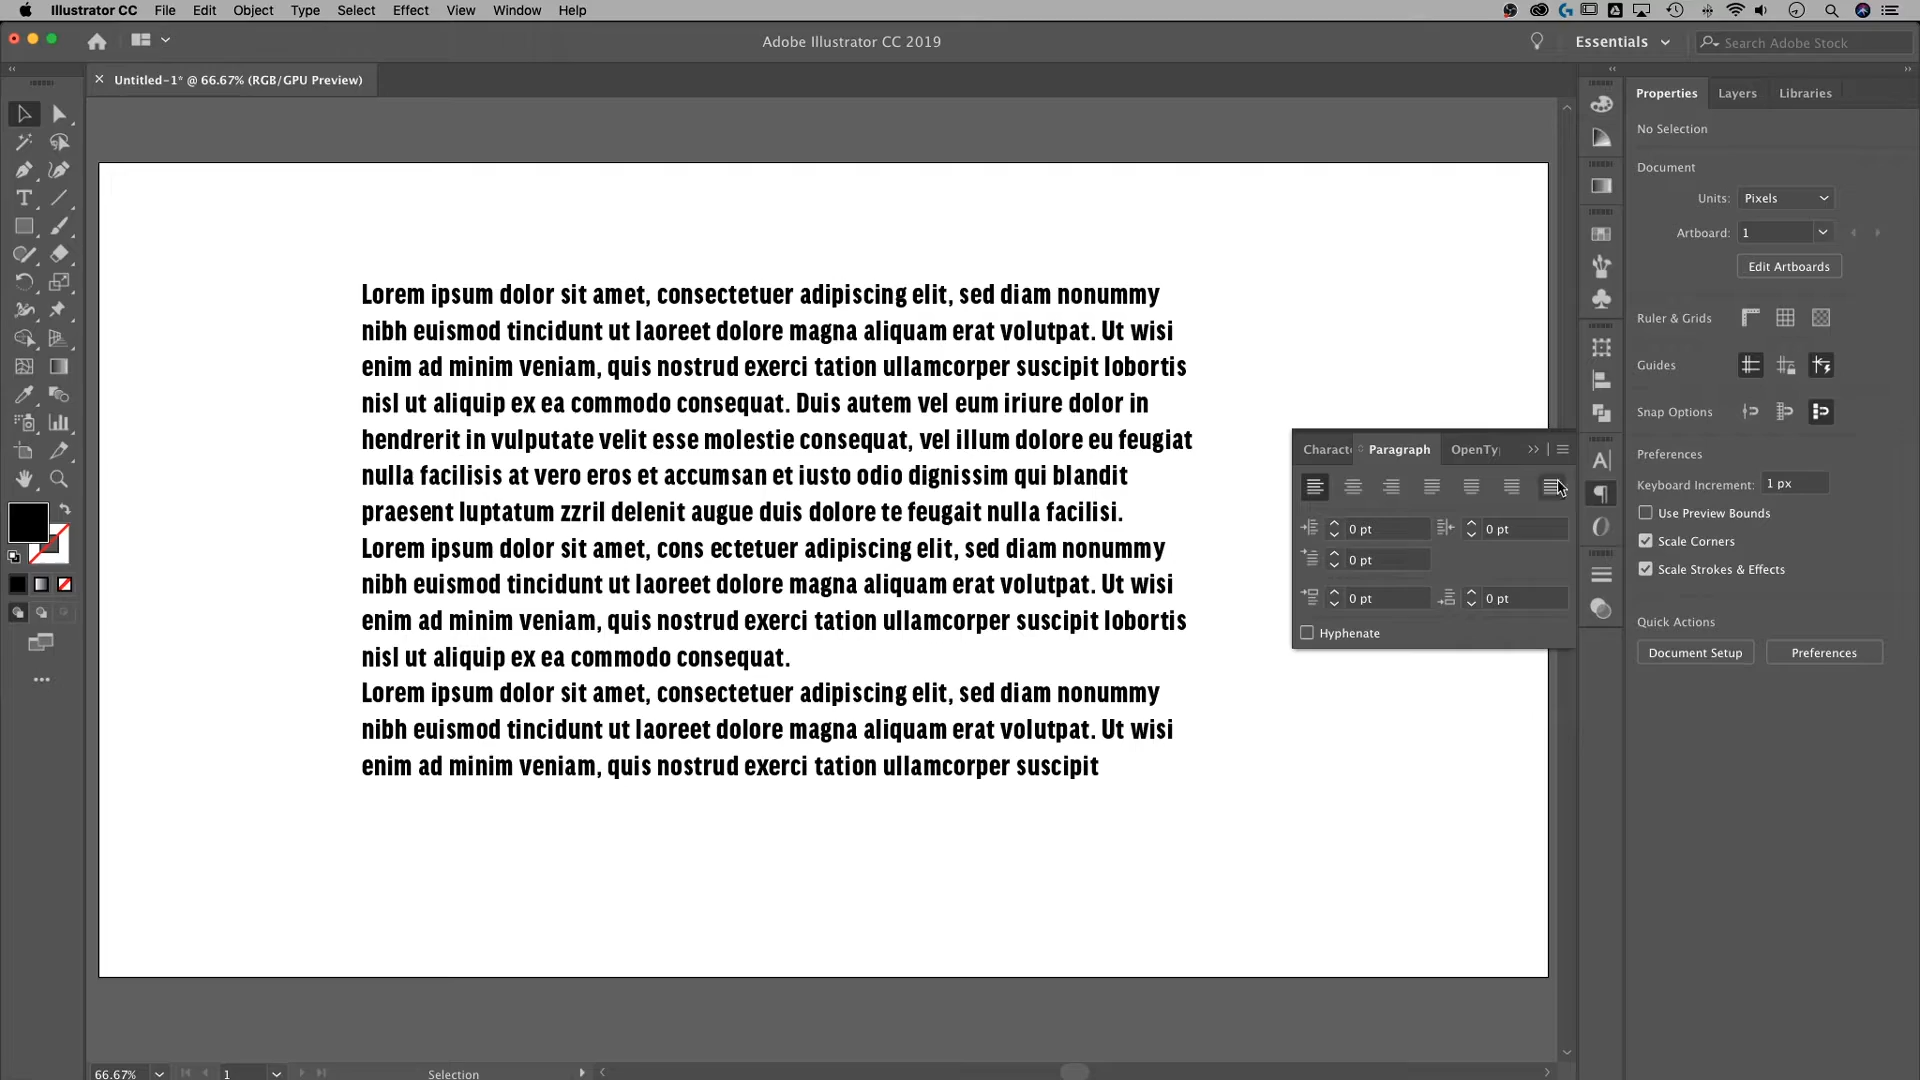 Illustrator CC File Edit Object Type Select Effect View Window Help
Adobe Illustrator CC 2019
Essentials
Search Adobe Stock
Untitled-1* @ 66.67% (RGB/GPU Preview)
Properties Layers Libraries
No Selection
Document
Units: Pixels
Artboard: 1
Edit Artboards
Ruler & Grids
Guides
Snap Options
Preferences
Keyboard Increment: 1 px
Use Preview Bounds
Scale Corners
Scale Strokes & Effects
Quick Actions
Document Setup Preferences
Lorem ipsum dolor sit amet, consectetuer adipiscing elit, sed diam nonummy
nibh euismod tincidunt ut laoreet dolore magna aliquam erat volutpat. Ut wisi
enim ad minim veniam, quis nostrud exerci tation ullamcorper suscipit lobortis
nisl ut aliquip ex ea commodo consequat. Duis autem vel eum iriure dolor in
hendrerit in vulputate velit esse molestie consequat, vel illum dolore eu feugiat
nulla facilisis at vero eros et accumsan et iusto odio dignissim qui blandit
praesent luptatum zzril delenit augue duis dolore te feugait nulla facilisi.
Lorem ipsum dolor sit amet, cons ectetuer adipiscing elit, sed diam nonummy
nibh euismod tincidunt ut laoreet dolore magna aliquam erat volutpat. Ut wisi
enim ad minim veniam, quis nostrud exerci tation ullamcorper suscipit lobortis
nisl ut aliquip ex ea commodo consequat.
Lorem ipsum dolor sit amet, consectetuer adipiscing elit, sed diam nonummy
nibh euismod tincidunt ut laoreet dolore magna aliquam erat volutpat. Ut wisi
enim ad minim veniam, quis nostrud exerci tation ullamcorper suscipit
Charact Paragraph OpenTy
0 pt 0 pt
0 pt
0 pt 0 pt
Hyphenate
66.67% 1 Selection